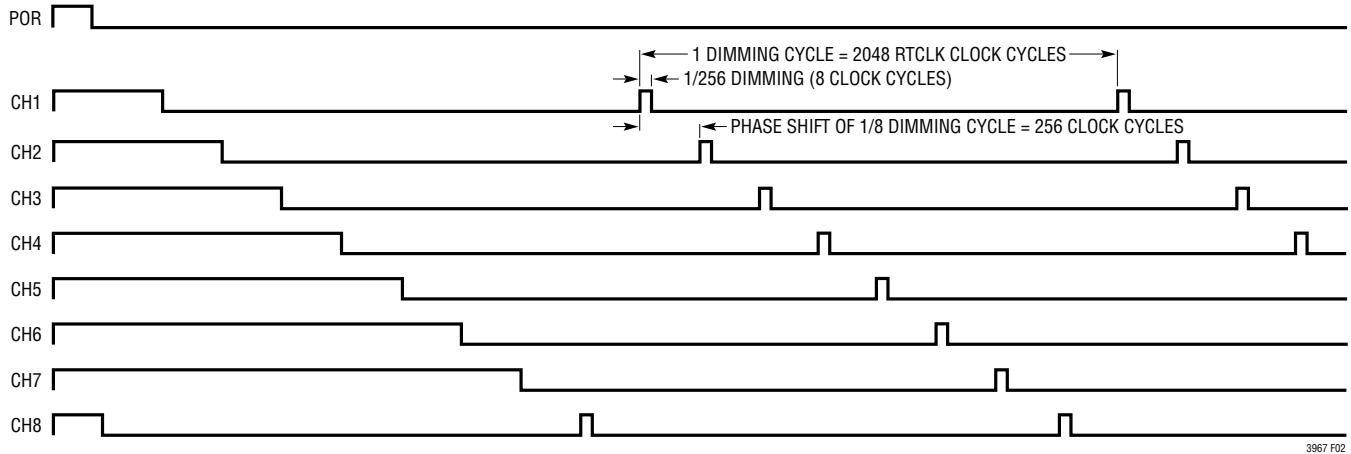 POR
1 DIMMING CYCLE = 2048 RTCLK CLOCK CYCLES
1/256 DIMMING (8 CLOCK CYCLES)
CH1
PHASE SHIFT OF 1/8 DIMMING CYCLE = 256 CLOCK CYCLES
CH2
CH3
CH4
CH5
CH6
CH7
CH8
3967 F02